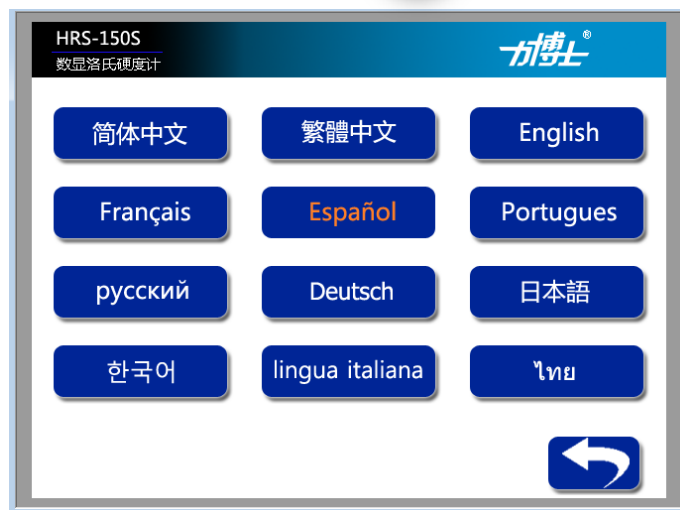 HRS-150S
数显洛氏硬度计
力博士®
简体中文 繁體中文 English
Français Español Portugues
русский Deutsch 日本語
한국어 lingua italiana ไทย